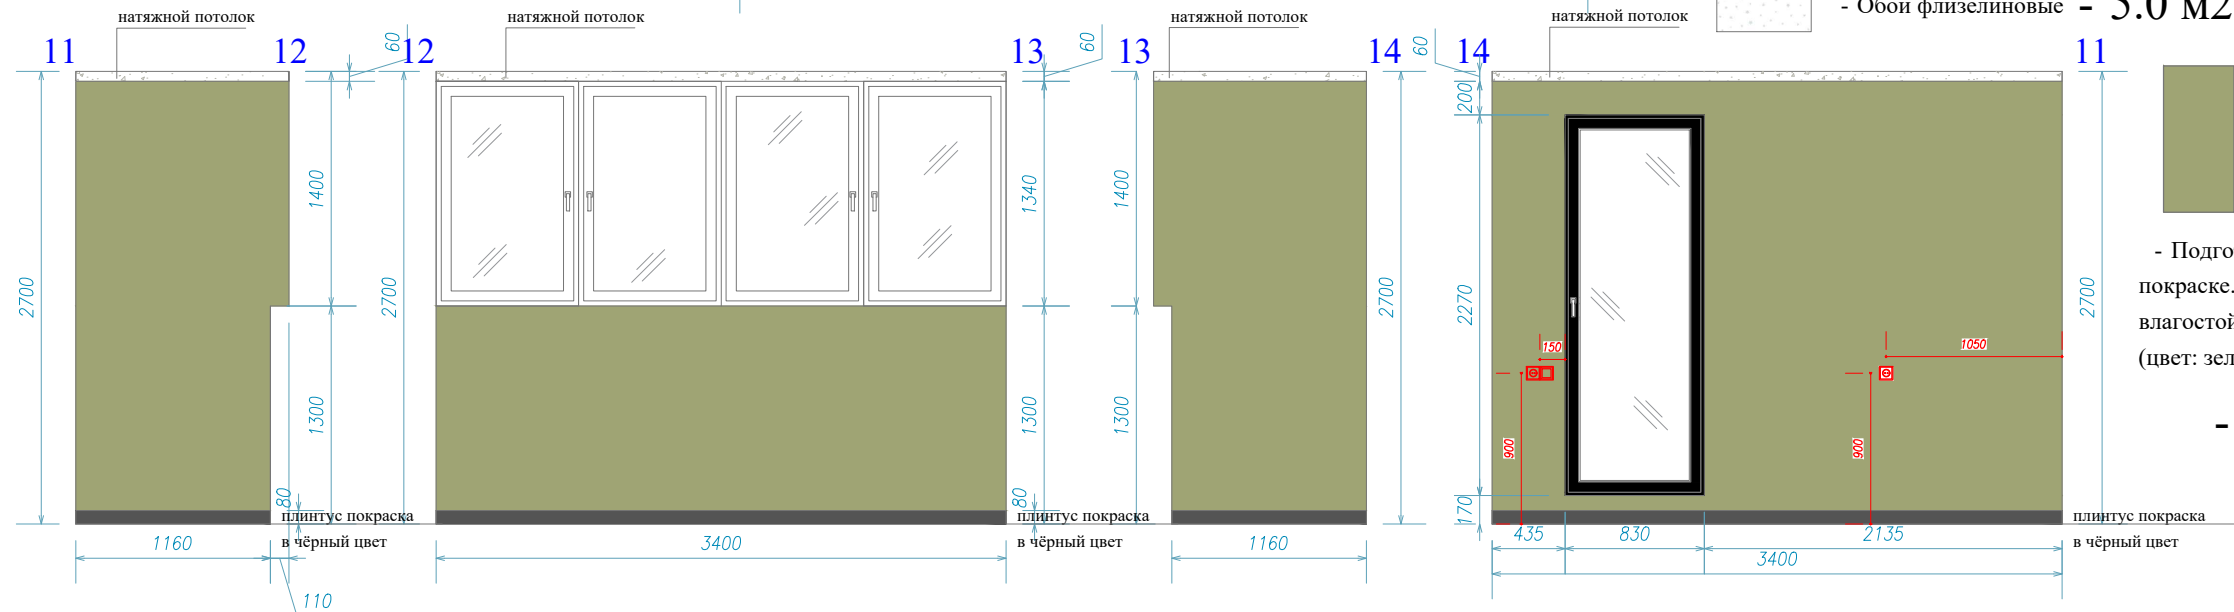 натяжной потолок
натяжной потолок
натяжной потолок
натяжной потолок
- Обои флизелиновые - 5.0 м2
11
12
60
12
13
60
13
14
60
14
11
200
1400
1340
1400
2700
2700
2700
2270
2700
- Подго
покраске.
влагостой
(цвет: зел
-
150
1050
1300
1300
1300
900
900
80
80
170
плинтус покраска
в чёрный цвет
плинтус покраска
в чёрный цвет
плинтус покраска
в чёрный цвет
1160
3400
1160
435
830
2135
3400
110